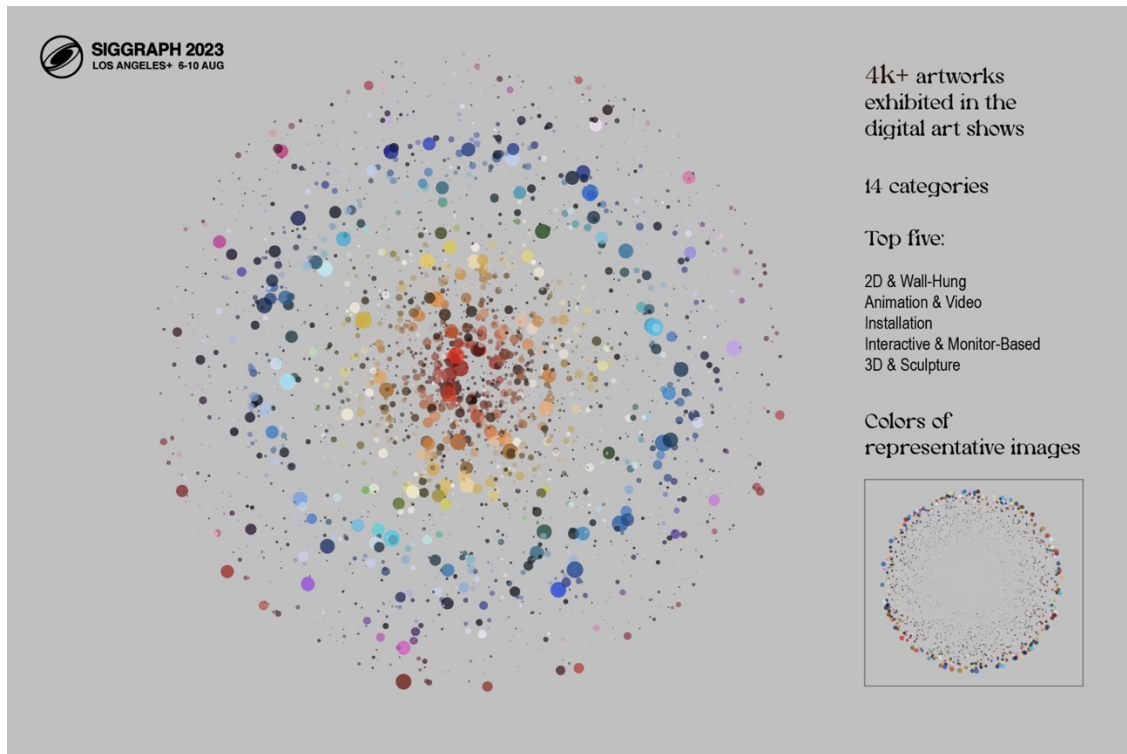 SIGGRAPH 2023
LOS ANGELES+ 6-10 AUG
4k+ artworks
exhibited in the
digital art shows
14 categories
Top five:
2D & Wall-Hung
Animation & Video
Installation
Interactive & Monitor-Based
3D & Sculpture
Colors of
representative images